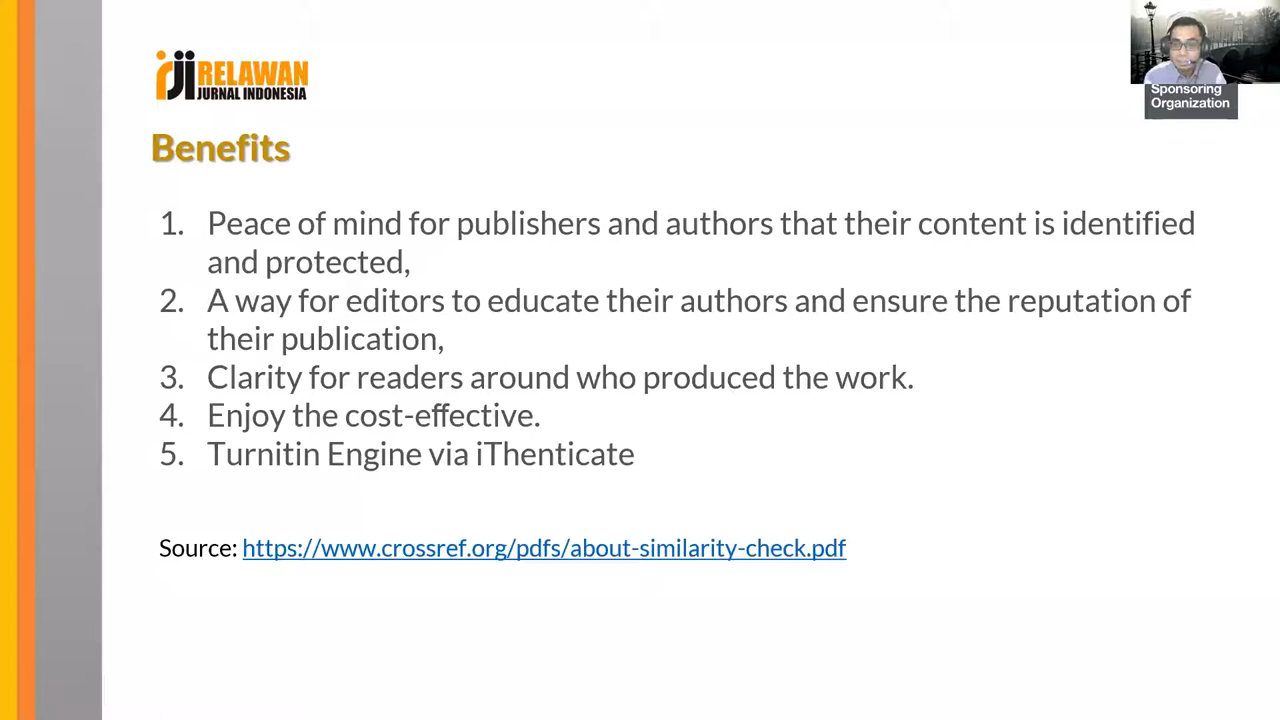 RELAWAN
JURNAL INDONESIA
Sponsoring
Organization
Benefits
1. Peace of mind for publishers and authors that their content is identified
and protected,
2. A way for editors to educate their authors and ensure the reputation of
their publication,
3. Clarity for readers around who produced the work.
4. Enjoy the cost-effective.
5. Turnitin Engine via iThenticate
Source: https://www.crossref.org/pdfs/about-similarity-check.pdf